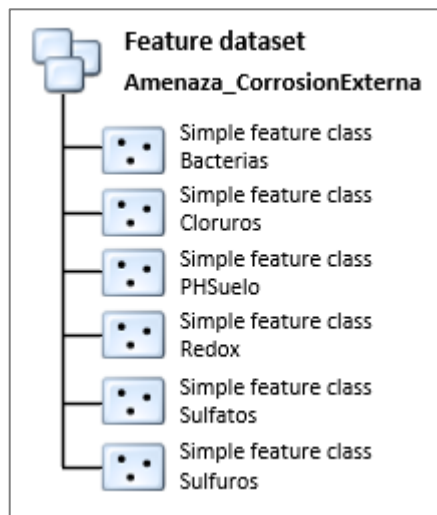 Feature dataset
Amenaza_CorrosionExterna
Simple feature class
Bacterias
Simple feature class
Cloruros
Simple feature class
PHSuelo
Simple feature class
Redox
Simple feature class
Sulfatos
Simple feature class
Sulfuros